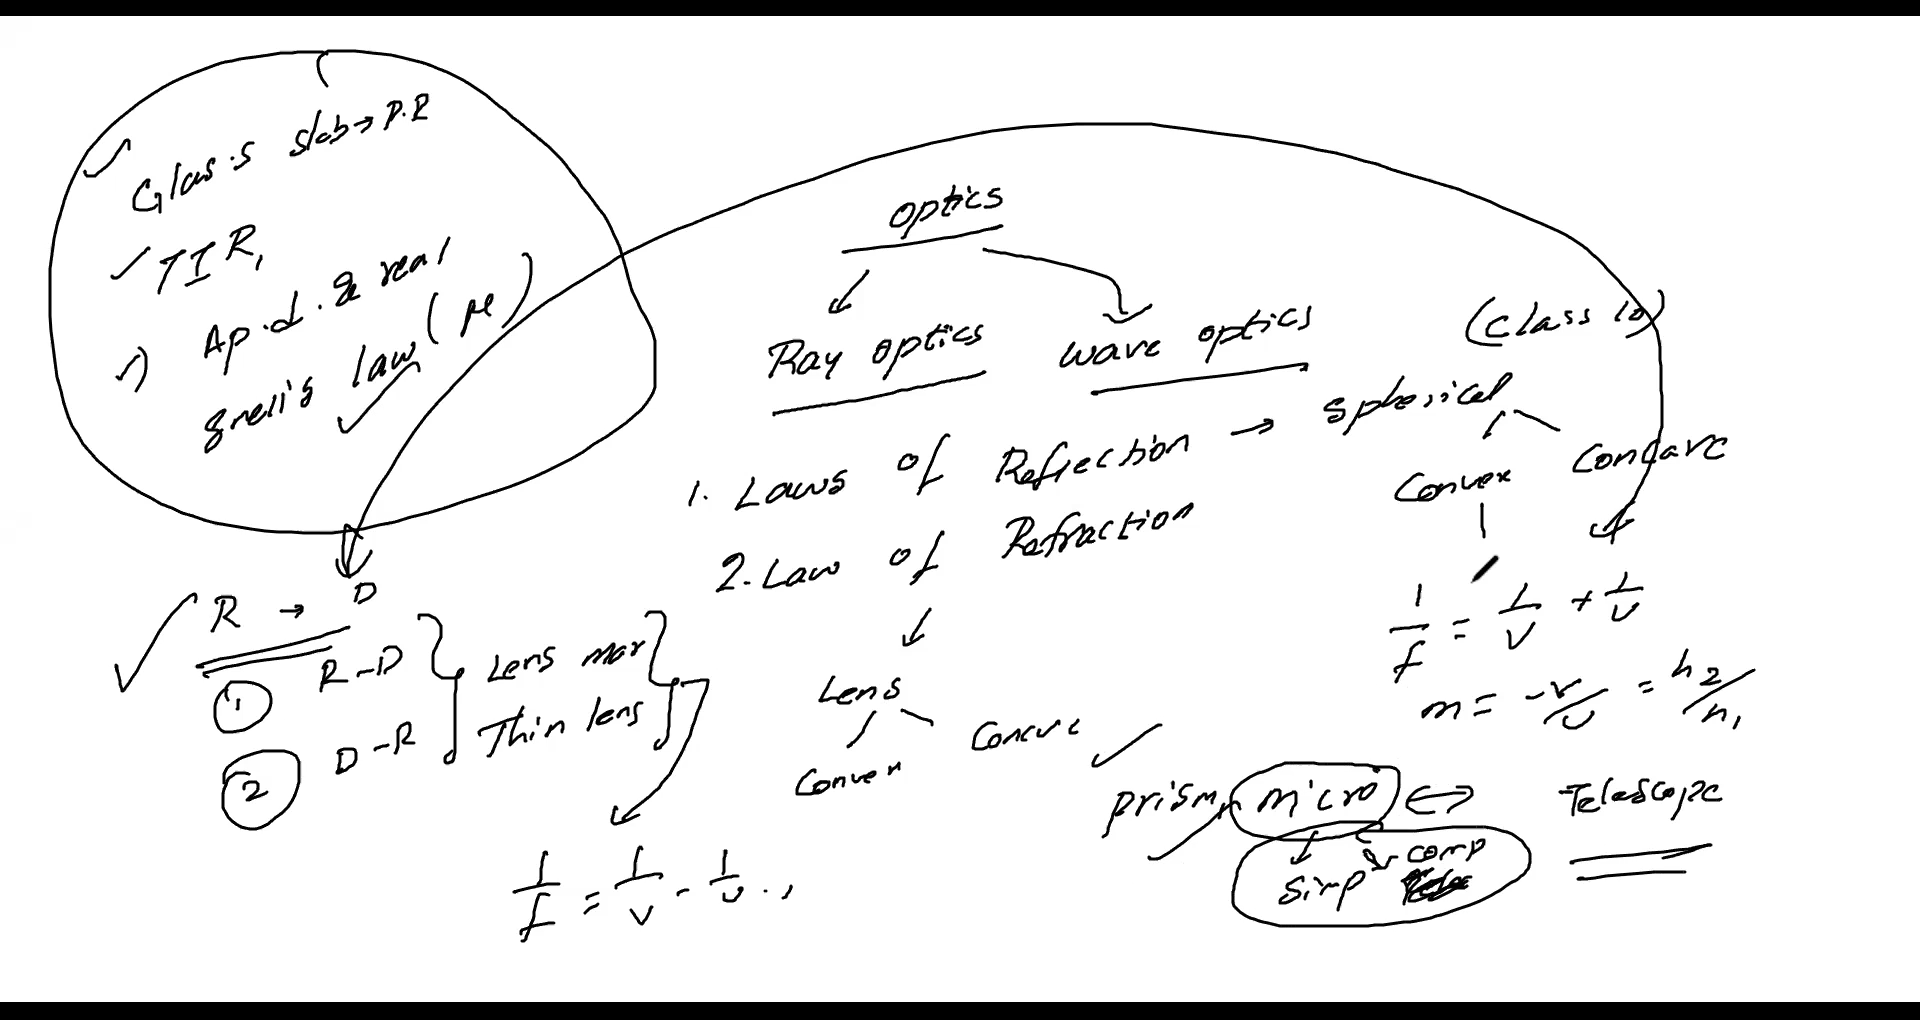 Glass slab → P.R
TIR,
Ap.d. & real
snell's law (μ)
optics
Ray optics
wave optics
(class 10)
1. Laws of Reflection → spherical
Convex
Concave
2. Law of Refraction
1/f = 1/v + 1/u
m = -v/u = h2/h1
R → D
1 R-D
2 D-R
Lens mar
Thin lens
Lens
Convex
Concave
1/f = 1/v - 1/u .,
prism, micro ↔ Telescope
simp comp